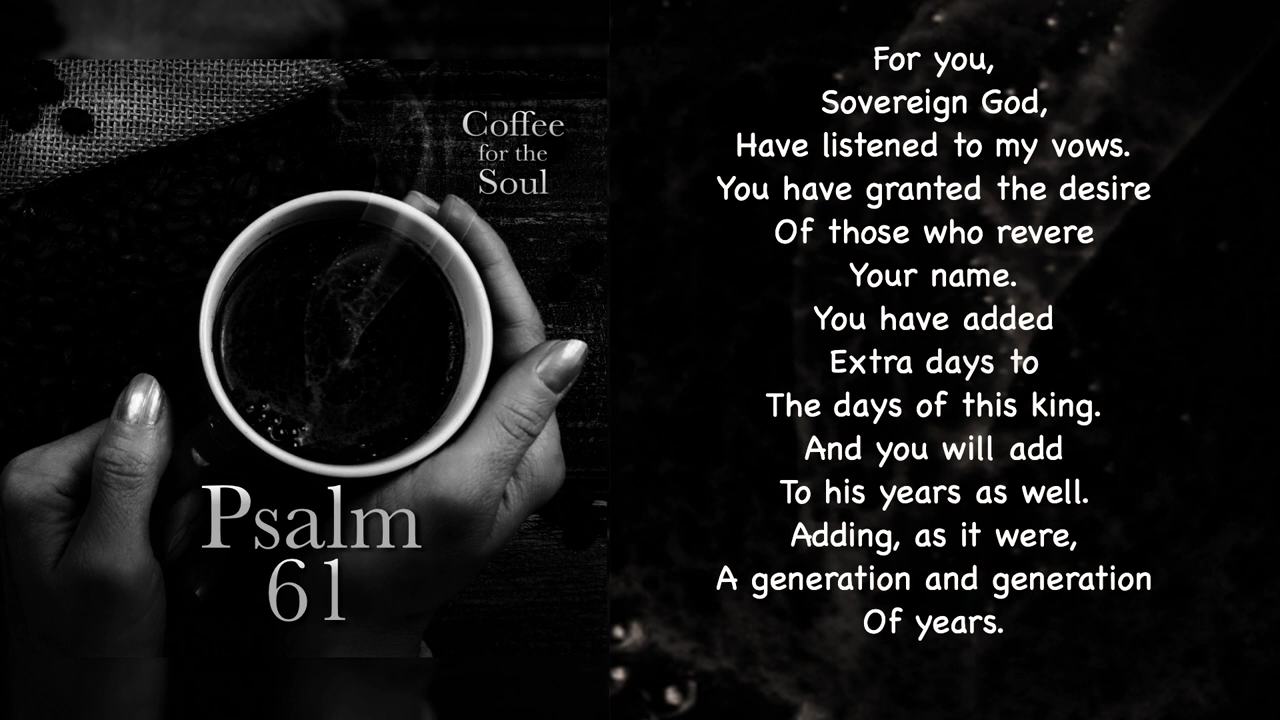 Coffee
for the
Soul
Psalm
61
For you,
Sovereign God,
Have listened to my vows.
You have granted the desire
Of those who revere
Your name.
You have added
Extra days to
The days of this king.
And you will add
To his years as well.
Adding, as it were,
A generation and generation
Of years.